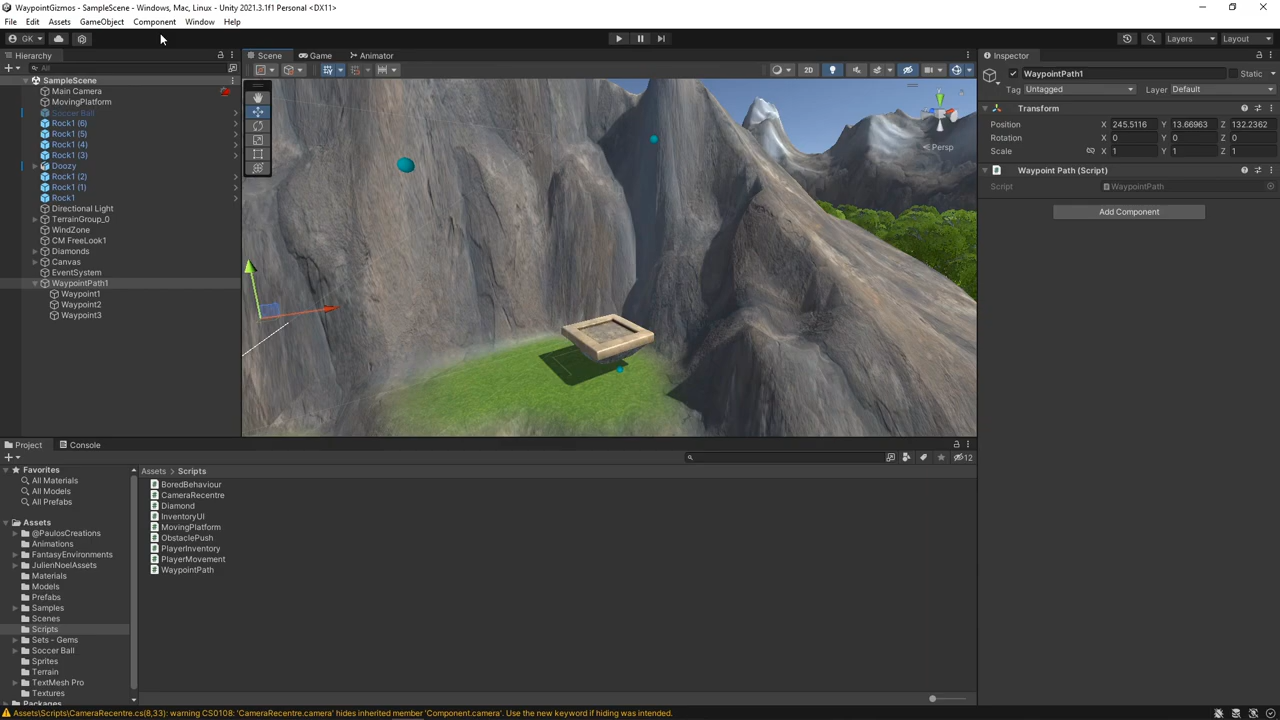 WaypointGizmos - SampleScene - Windows, Mac, Linux - Unity 2021.3.1f1 Personal <DX11>
File Edit Assets GameObject Component Window Help
GK Layers Layout
Hierarchy Scene Game Animator Inspector
All
SampleScene
Main Camera
MovingPlatform
Soccer Ball
Rock1 (6)
Rock1 (5)
Rock1 (4)
Rock1 (3)
Doozy
Rock1 (2)
Rock1 (1)
Rock1
Directional Light
TerrainGroup_0
WindZone
CM FreeLook1
Diamonds
Canvas
EventSystem
WaypointPath1
Waypoint1
Waypoint2
Waypoint3
2D
Persp
WaypointPath1 Static
Tag Untagged Layer Default
Transform
Position X 245.5116 Y 13.66963 Z 132.2362
Rotation X 0 Y 0 Z 0
Scale X 1 Y 1 Z 1
Waypoint Path (Script)
Script WaypointPath
Add Component
Project Console
12
Favorites
All Materials
All Models
All Prefabs
Assets
@PaulosCreations
Animations
FantasyEnvironments
JulienNoelAssets
Materials
Models
Prefabs
Samples
Scenes
Scripts
Sets - Gems
Soccer Ball
Sprites
Terrain
TextMesh Pro
Textures
Packages
Assets > Scripts
BoredBehaviour
CameraRecentre
Diamond
InventoryUI
MovingPlatform
ObstaclePush
PlayerInventory
PlayerMovement
WaypointPath
Assets\Scripts\CameraRecentre.cs(8,33): warning CS0108: 'CameraRecentre.camera' hides inherited member 'Component.camera'. Use the new keyword if hiding was intended.